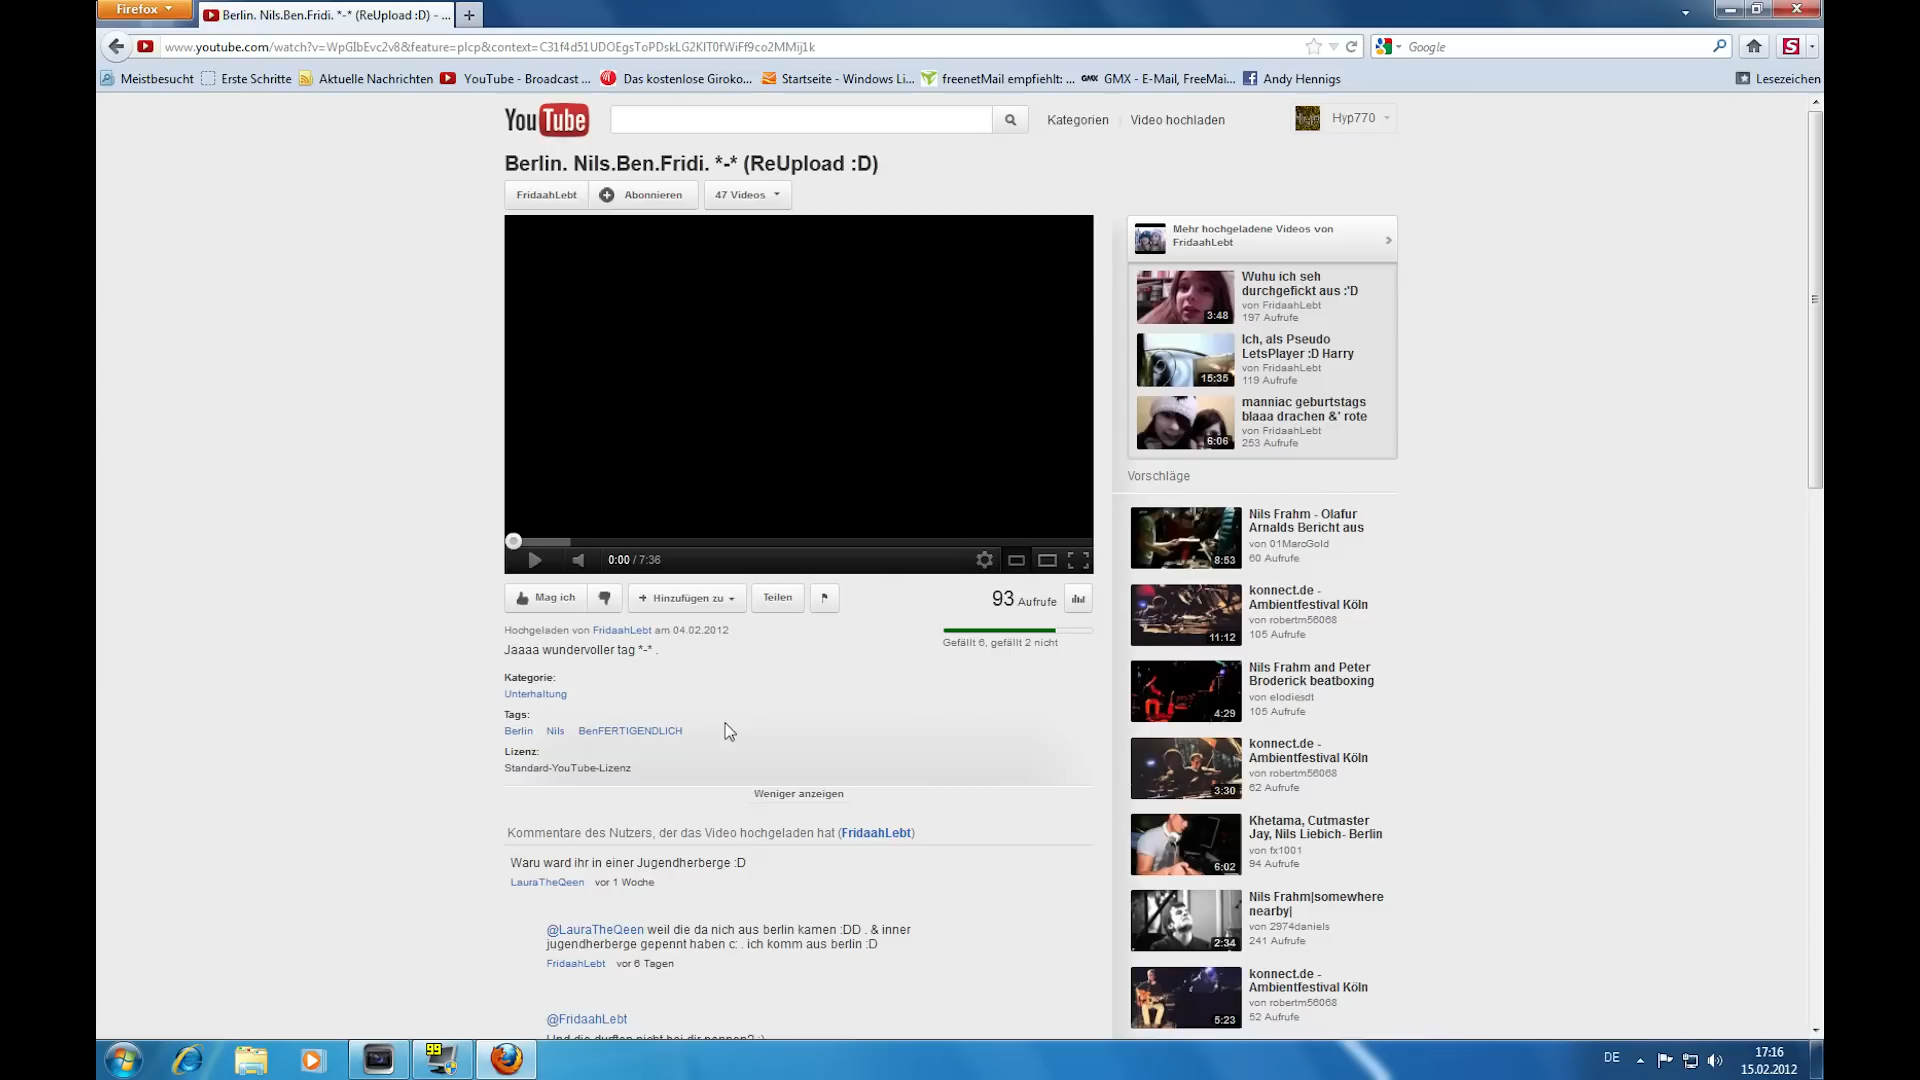 Firefox
Berlin. Nils.Ben.Fridi. *-* (ReUpload :D) - ...
www.youtube.com/watch?v=WpGIbEvc2v8&feature=plcp&context=C31f4d51UDOEgsToPDskLG2KIT0fWiFf9co2MMij1k
Google
Meistbesucht Erste Schritte Aktuelle Nachrichten YouTube - Broadcast ... Das kostenlose Giroko... Startseite - Windows Li... freenetMail empfiehlt: ... GMX GMX - E-Mail, FreeMai... Andy Hennigs Lesezeichen
YouTube
Kategorien Video hochladen Hyp770
Berlin. Nils.Ben.Fridi. *-* (ReUpload :D)
FridaahLebt Abonnieren 47 Videos
0:00 / 7:36
Mag ich Hinzufügen zu Teilen
93 Aufrufe
Hochgeladen von FridaahLebt am 04.02.2012
Gefällt 6, gefällt 2 nicht
Jaaaa wundervoller tag *-* .
Kategorie:
Unterhaltung
Tags:
Berlin Nils BenFERTIGENDLICH
Lizenz:
Standard-YouTube-Lizenz
Weniger anzeigen
Kommentare des Nutzers, der das Video hochgeladen hat (FridaahLebt)
Waru ward ihr in einer Jugendherberge :D
LauraTheQeen vor 1 Woche
@LauraTheQeen weil die da nich aus berlin kamen :DD . & inner
jugendherberge gepennt haben c: . ich komm aus berlin :D
FridaahLebt vor 6 Tagen
@FridaahLebt
Mehr hochgeladene Videos von
FridaahLebt
Wuhu ich seh
durchgefickt aus :'D
von FridaahLebt
3:48
197 Aufrufe
Ich, als Pseudo
LetsPlayer :D Harry
von FridaahLebt
15:35
119 Aufrufe
manniac geburtstags
blaaa drachen &' rote
von FridaahLebt
6:06
253 Aufrufe
Vorschläge
Nils Frahm - Olafur
Arnalds Bericht aus
von 01MarcGold
8:53
60 Aufrufe
konnect.de -
Ambientfestival Köln
von robertm56068
11:12
105 Aufrufe
Nils Frahm and Peter
Broderick beatboxing
von elodiesdt
4:29
105 Aufrufe
konnect.de -
Ambientfestival Köln
von robertm56068
3:30
62 Aufrufe
Khetama, Cutmaster
Jay, Nils Liebich- Berlin
von fx1001
6:02
94 Aufrufe
Nils Frahm|somewhere
nearby|
von 2974daniels
2:34
241 Aufrufe
konnect.de -
Ambientfestival Köln
von robertm56068
5:23
52 Aufrufe
99
DE
17:16
15.02.2012